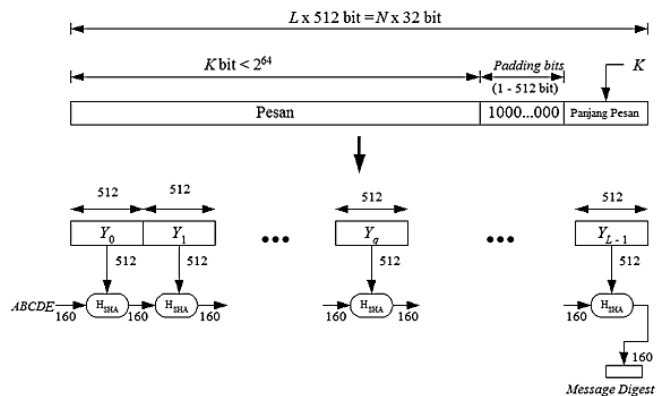 L x 512 bit = N x 32 bit
K bit < 2^64
Padding bits
(1 - 512 bit)
K
Pesan
1000...000
Panjang Pesan
512
512
512
512
Y0
Y1
Yq
YL - 1
512
512
512
512
ABCDE
HSHA
HSHA
HSHA
HSHA
160
160
160
160
160
160
160
Message Digest